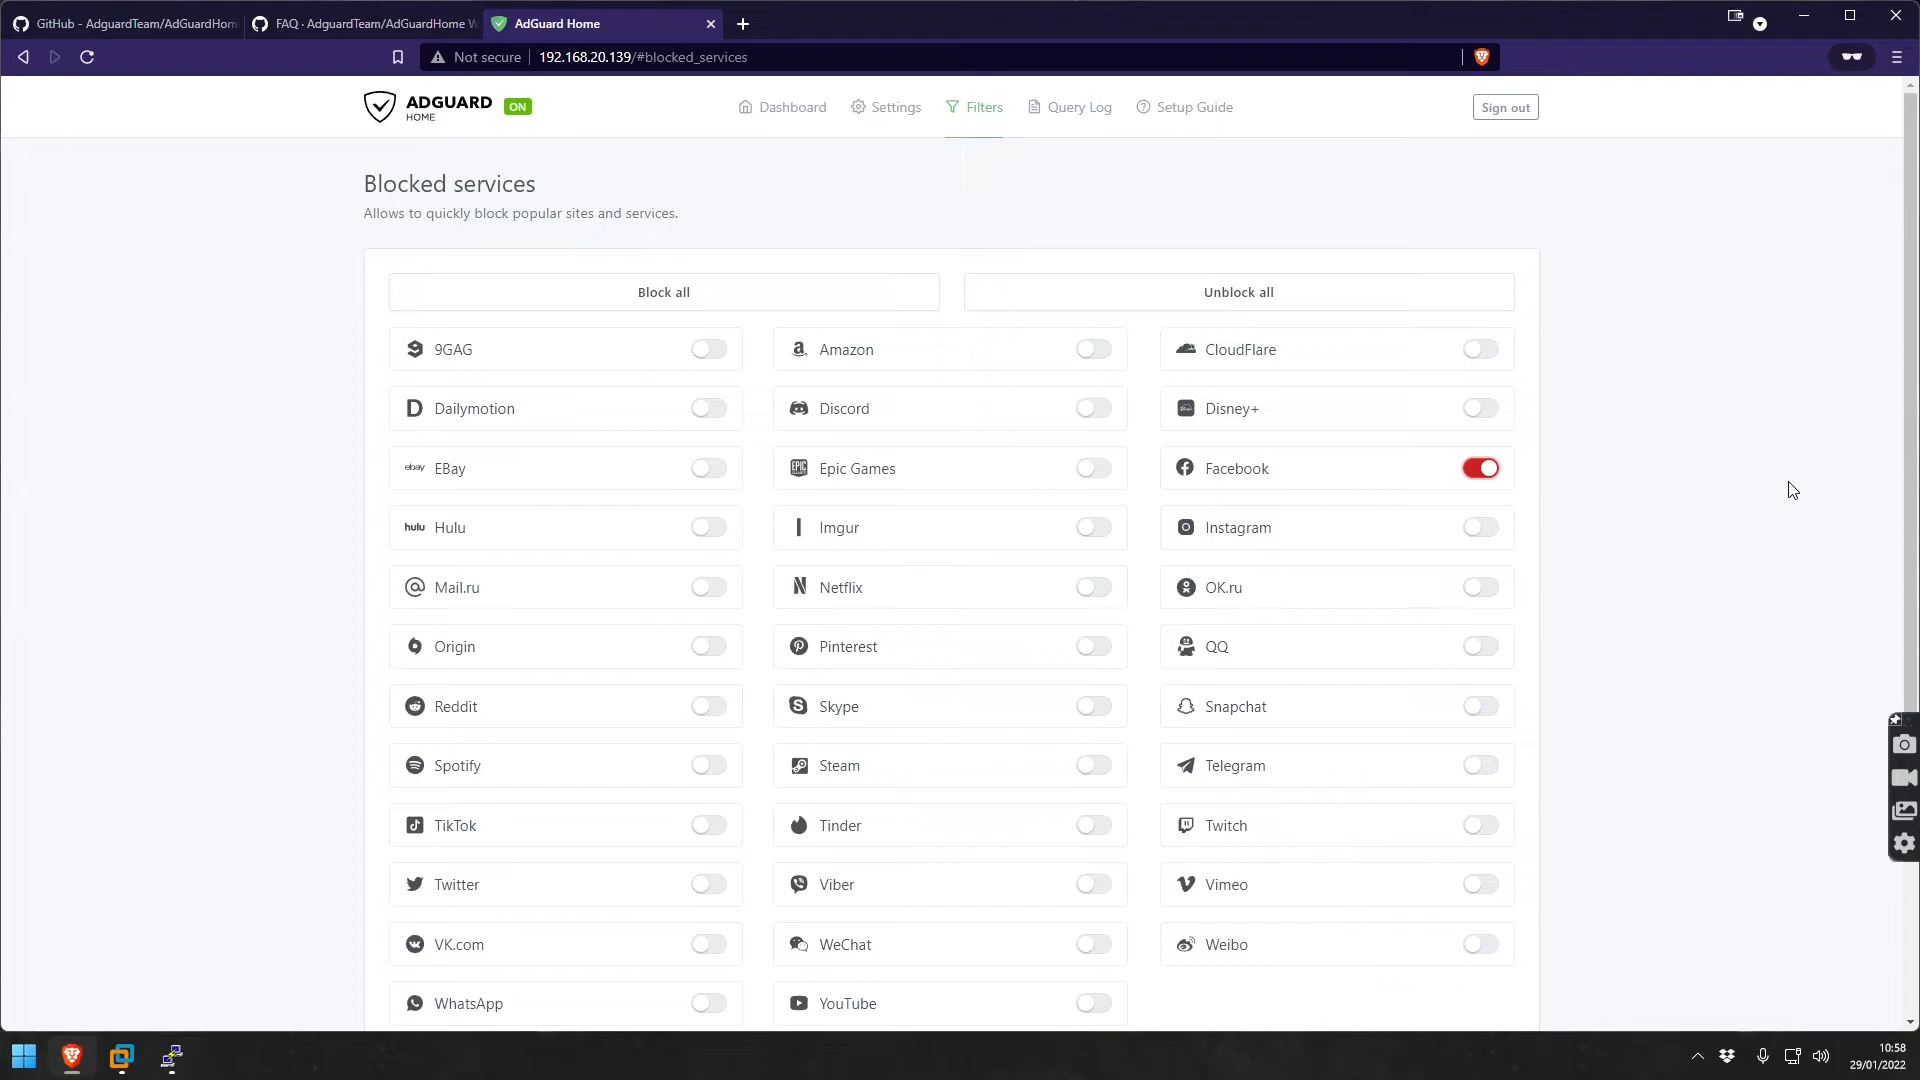 GitHub - AdguardTeam/AdGuardHom
FAQ · AdguardTeam/AdGuardHome W
AdGuard Home
Not secure
192.168.20.139/#blocked_services
ADGUARD
HOME
ON
Dashboard
Settings
Filters
Query Log
Setup Guide
Sign out
Blocked services
Allows to quickly block popular sites and services.
Block all
Unblock all
9GAG
Amazon
CloudFlare
Dailymotion
Discord
Disney+
ebay
EBay
EPIC
GAMES
Epic Games
Facebook
hulu
Hulu
Imgur
Instagram
Mail.ru
Netflix
OK.ru
Origin
Pinterest
QQ
Reddit
Skype
Snapchat
Spotify
Steam
Telegram
TikTok
Tinder
Twitch
Twitter
Viber
Vimeo
VK.com
WeChat
Weibo
WhatsApp
YouTube
10:58
29/01/2022